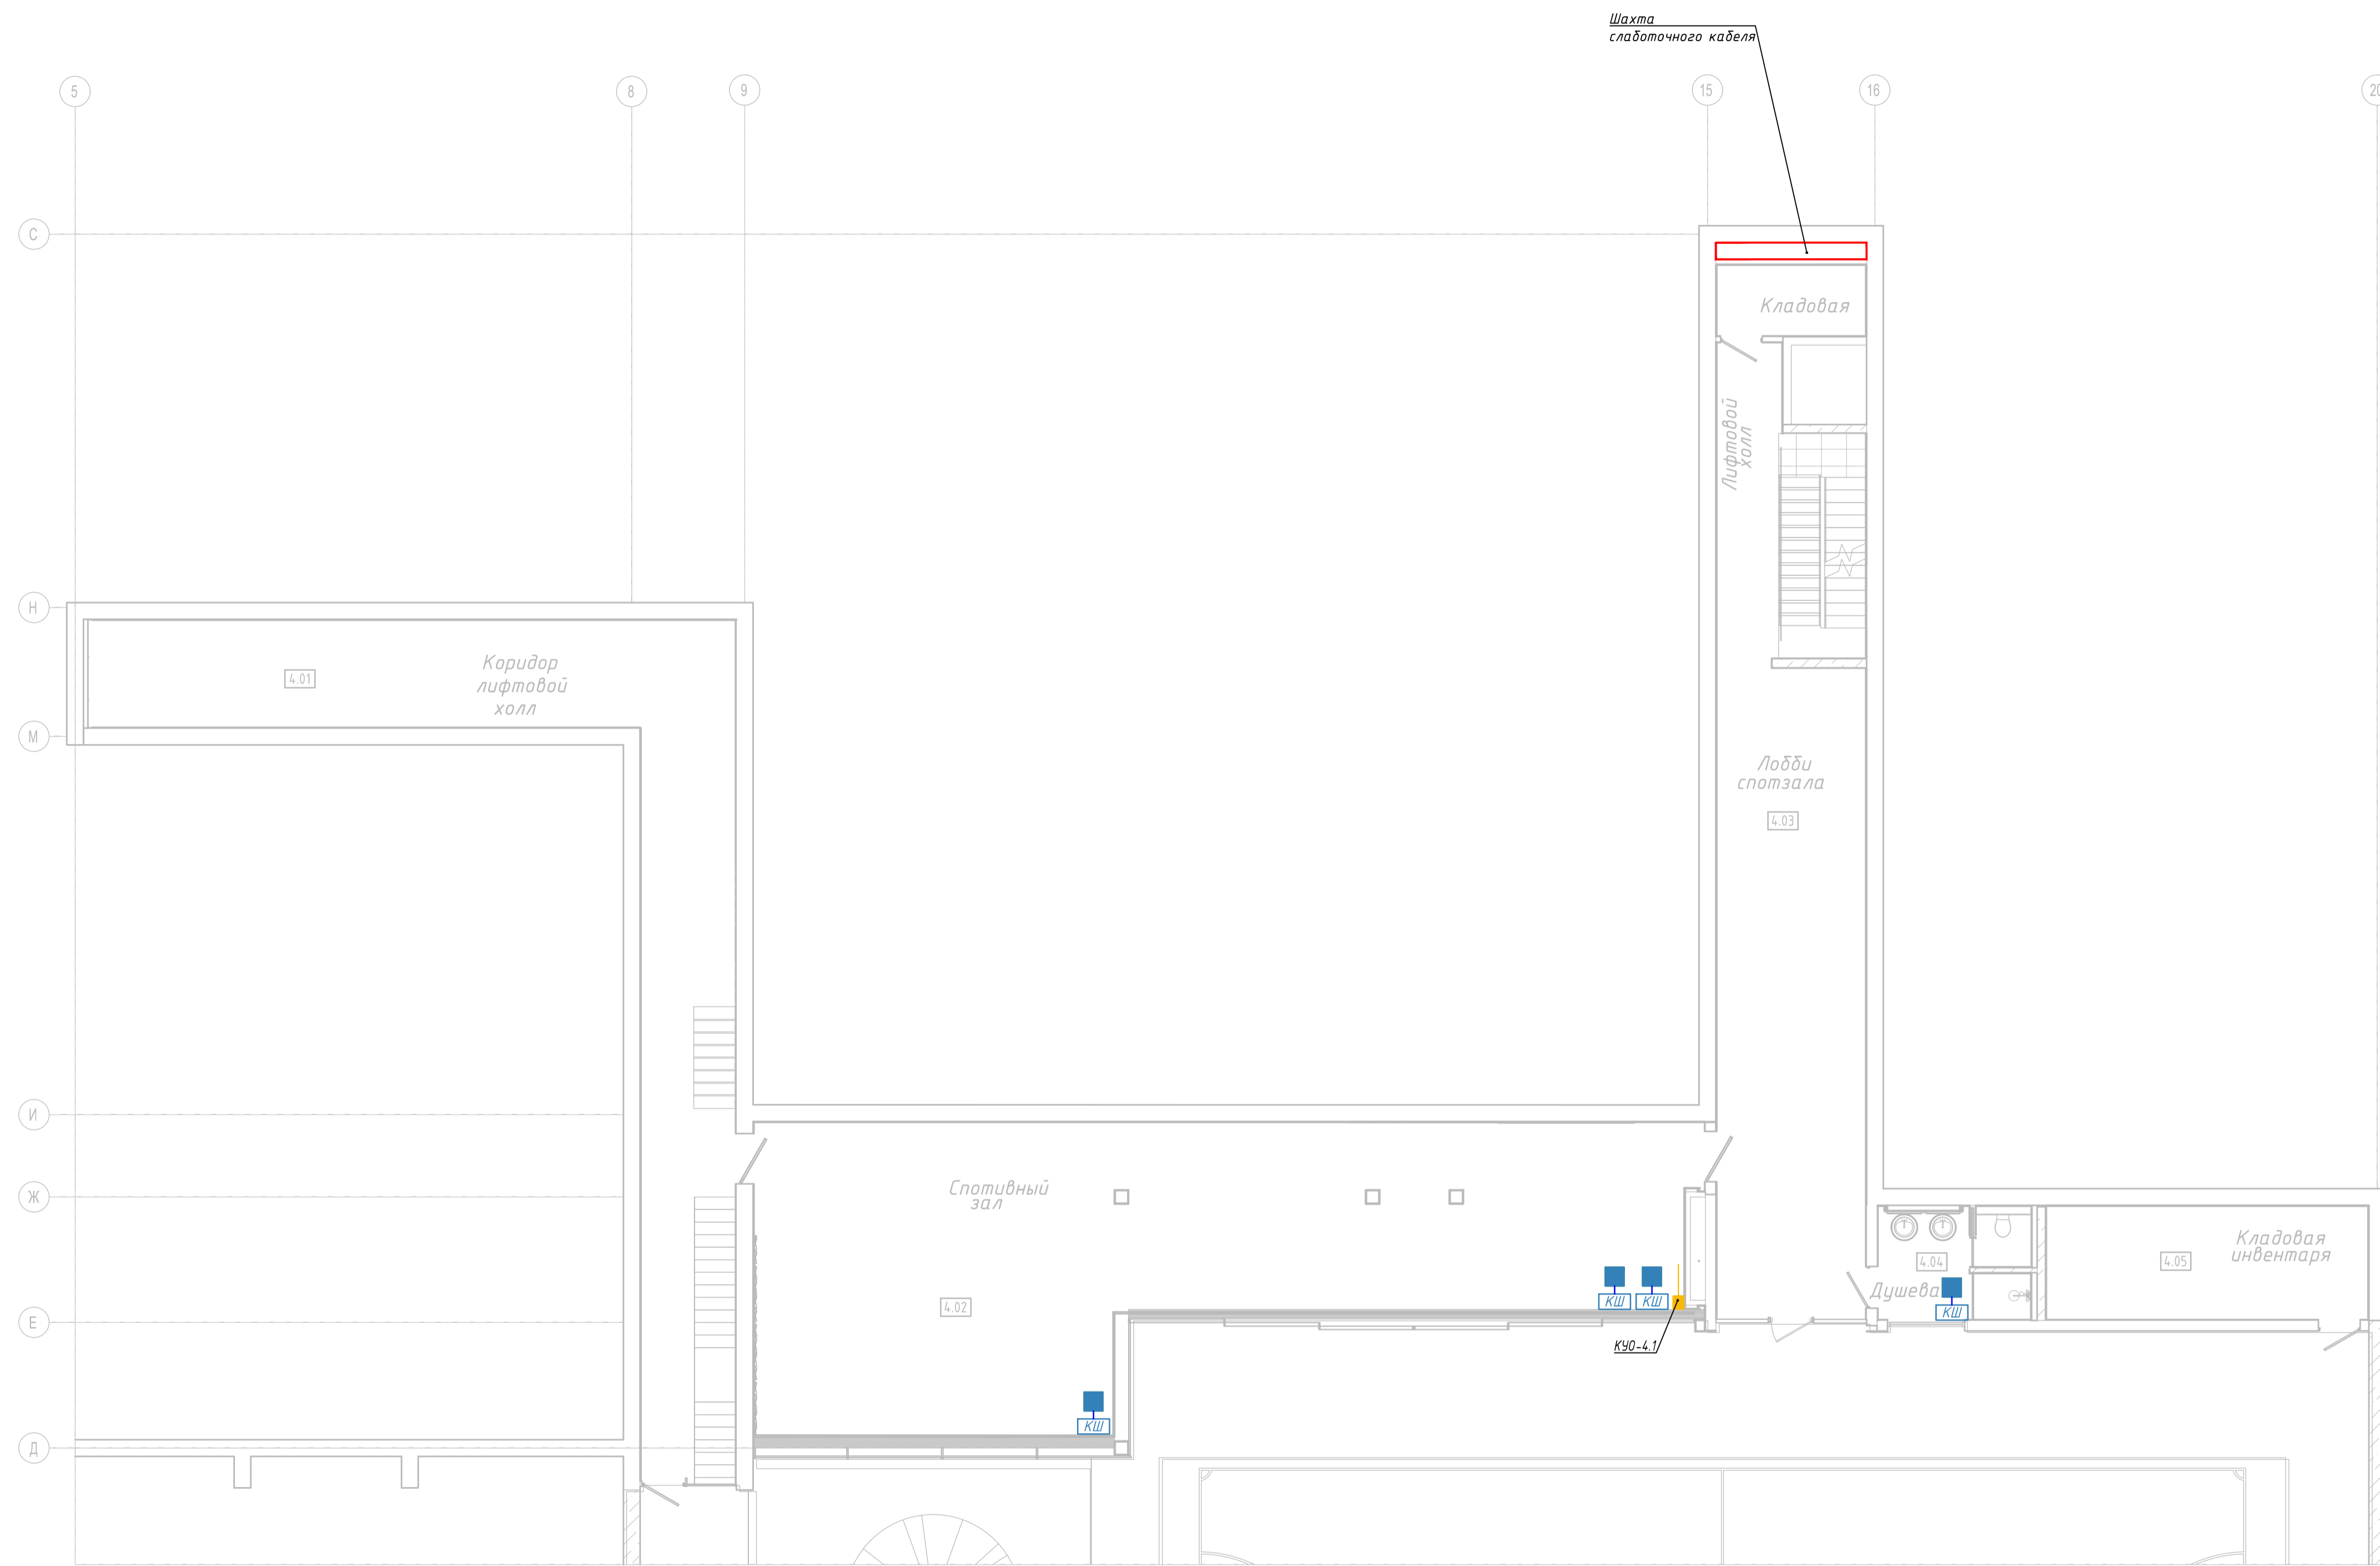 Шахта
слаботочного кабеля
5
8
9
15
16
С
Кладовая
Лифтовой
холл
Н
Коридор
лифтовой
холл
4.01
М
Лобби
спотзала
4.03
И
Ж
Спотивный
зал
Кладовая
инвентаря
4.04
4.05
Душева
КШ
КШ
КШ
4.02
Е
КУО-4.1
КШ
Д